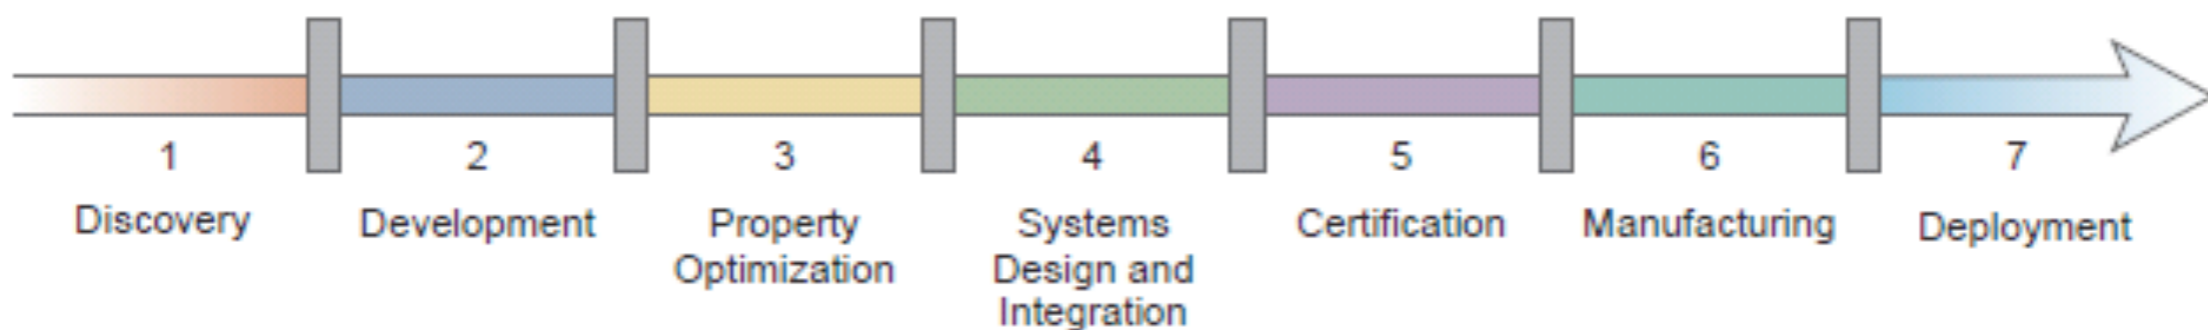 1
2
3
4
5
6
7
Discovery
Development
Property
Optimization
Systems
Design and
Integration
Certification
Manufacturing
Deployment